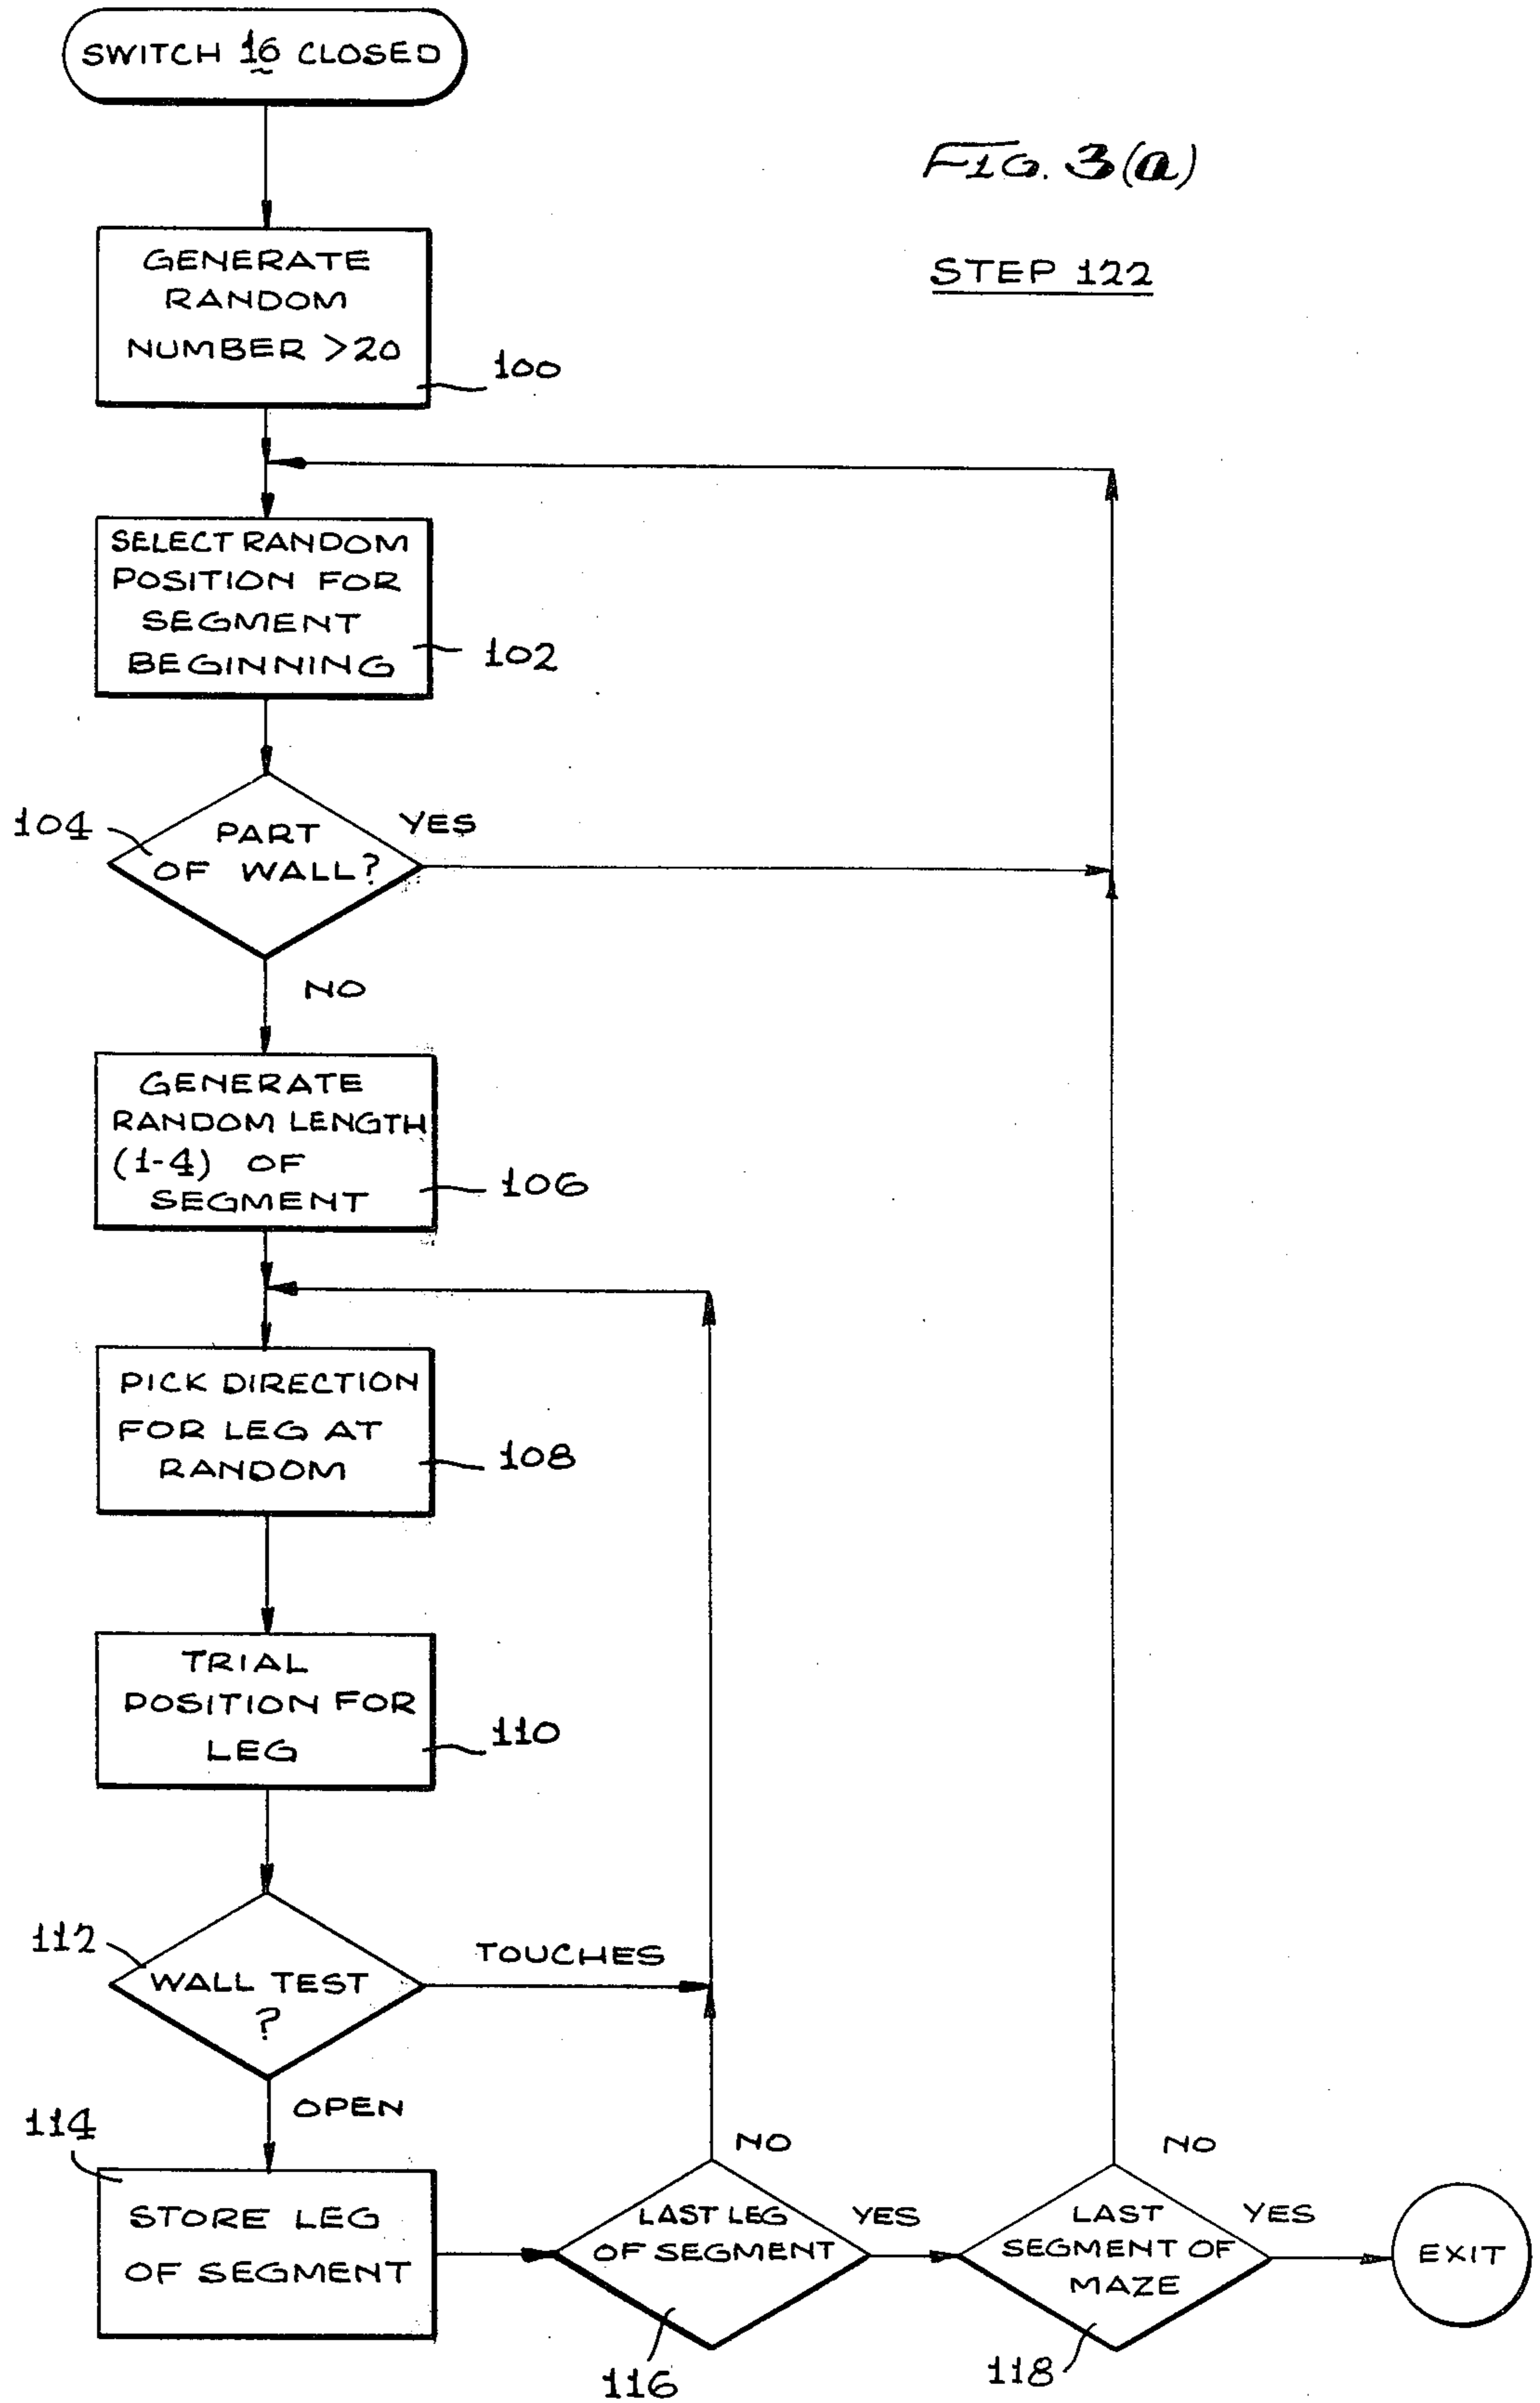 SWITCH 16 CLOSED
FIG. 3(a)
STEP 122
GENERATE
RANDOM
NUMBER >20
100
SELECT RANDOM
POSITION FOR
SEGMENT
BEGINNING
102
104
PART
OF WALL?
YES
NO
GENERATE
RANDOM LENGTH
(1-4) OF
SEGMENT
106
PICK DIRECTION
FOR LEG AT
RANDOM
108
TRIAL
POSITION FOR
LEG
110
112
WALL TEST
?
TOUCHES
OPEN
114
STORE LEG
OF SEGMENT
NO
LAST LEG
OF SEGMENT
YES
116
NO
LAST
SEGMENT OF
MAZE
YES
118
EXIT